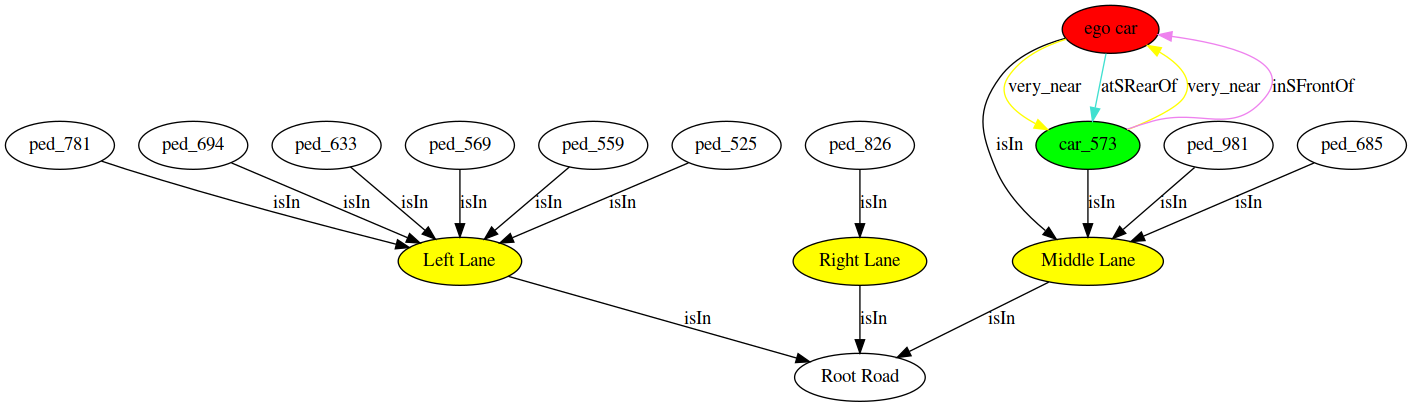 ego car
very_near atSRearOf very_near inSFrontOf
ped_781 ped_694 ped_633 ped_569 ped_559 ped_525 ped_826 isIn car_573 ped_981 ped_685
isIn isIn isIn isIn isIn isIn isIn isIn isIn isIn
Left Lane Right Lane Middle Lane
isIn isIn isIn
Root Road